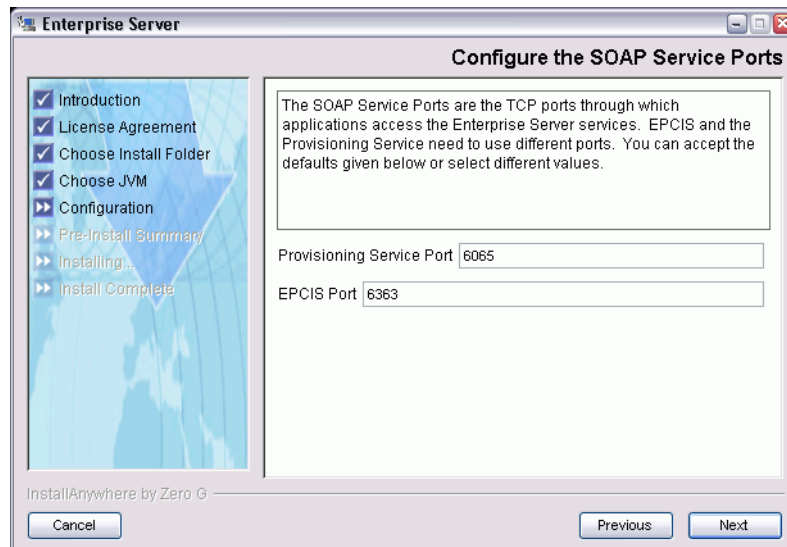 Enterprise Server
Configure the SOAP Service Ports
Introduction
License Agreement
Choose Install Folder
Choose JVM
Configuration
Pre-Install Summary
Installing...
Install Complete
The SOAP Service Ports are the TCP ports through which
applications access the Enterprise Server services. EPCIS and the
Provisioning Service need to use different ports. You can accept the
defaults given below or select different values.
Provisioning Service Port 6065
EPCIS Port 6363
InstallAnywhere by Zero G
Cancel
Previous
Next